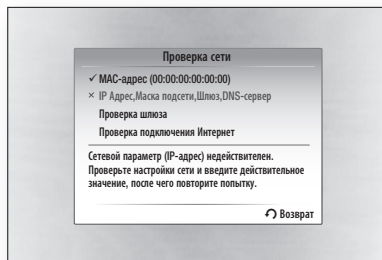 Проверка сети
✓ MAC-адрес (00:00:00:00:00:00)
× IP Адрес,Маска подсети,Шлюз,DNS-сервер
Проверка шлюза
Проверка подключения Интернет
Сетевой параметр (IP-адрес) недействителен.
Проверьте настройки сети и введите действительное
значение, после чего повторите попытку.
Возврат